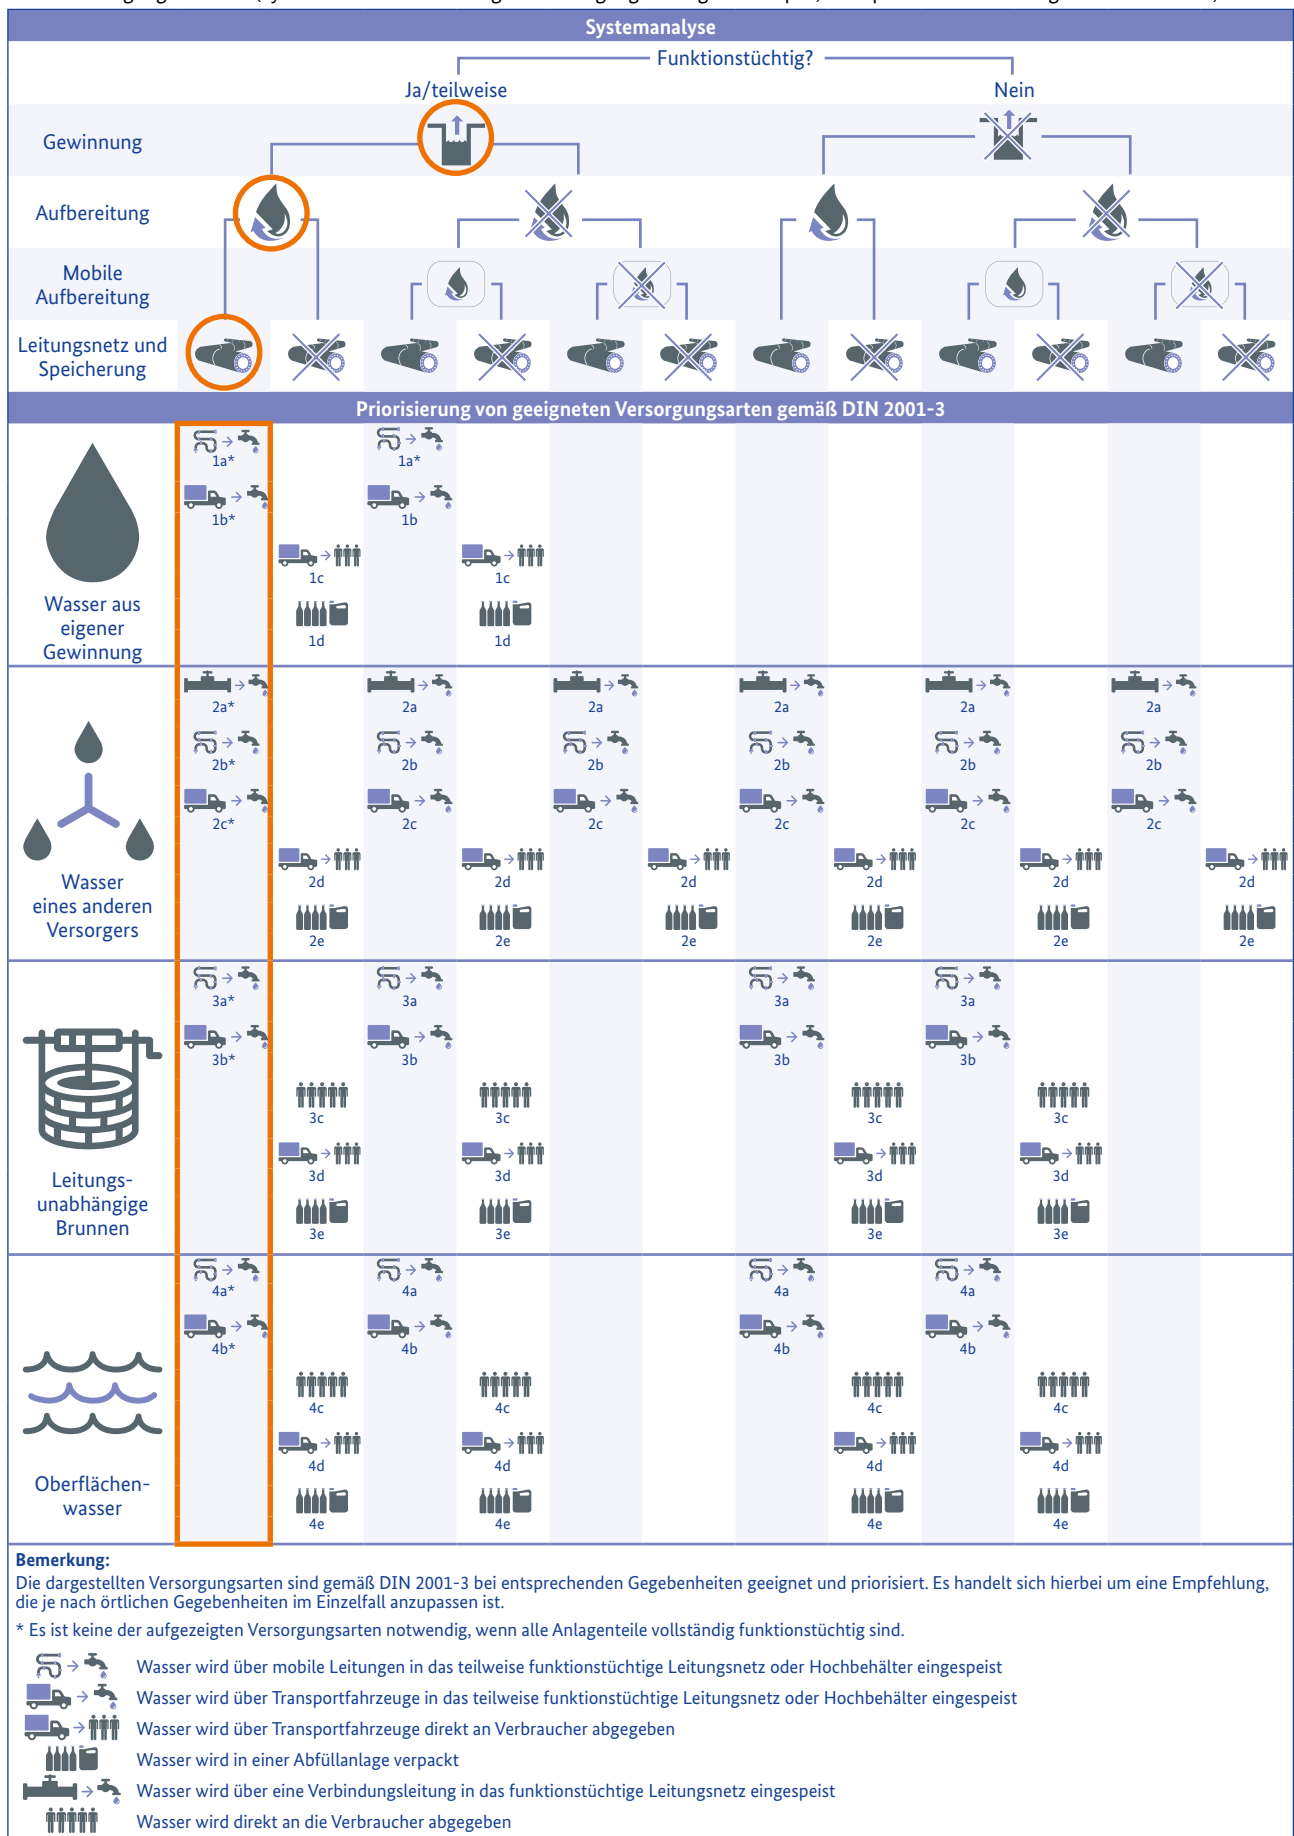 Systemanalyse
Funktionstüchtig?
Ja/teilweise
Nein
Gewinnung
Aufbereitung
Mobile
Aufbereitung
Leitungsnetz und
Speicherung
Priorisierung von geeigneten Versorgungsarten gemäß DIN 2001-3
1a* 1a*
1b* 1b
1c 1c
1d 1d
Wasser aus
eigener
Gewinnung
2a* 2a 2a 2a 2a 2a
2b* 2b 2b 2b 2b 2b
2c* 2c 2c 2c 2c 2c
2d 2d 2d 2d 2d 2d
2e 2e 2e 2e 2e 2e
Wasser
eines anderen
Versorgers
3a* 3a 3a 3a
3b* 3b 3b 3b
3c 3c 3c 3c
3d 3d 3d 3d
3e 3e 3e 3e
Leitungs-
unabhängige
Brunnen
4a* 4a 4a 4a
4b* 4b 4b 4b
4c 4c 4c 4c
4d 4d 4d 4d
4e 4e 4e 4e
Oberflächen-
wasser
Bemerkung:
Die dargestellten Versorgungsarten sind gemäß DIN 2001-3 bei entsprechenden Gegebenheiten geeignet und priorisiert. Es handelt sich hierbei um eine Empfehlung,
die je nach örtlichen Gegebenheiten im Einzelfall anzupassen ist.
* Es ist keine der aufgezeigten Versorgungsarten notwendig, wenn alle Anlagenteile vollständig funktionstüchtig sind.
Wasser wird über mobile Leitungen in das teilweise funktionstüchtige Leitungsnetz oder Hochbehälter eingespeist
Wasser wird über Transportfahrzeuge in das teilweise funktionstüchtige Leitungsnetz oder Hochbehälter eingespeist
Wasser wird über Transportfahrzeuge direkt an Verbraucher abgegeben
Wasser wird in einer Abfüllanlage verpackt
Wasser wird über eine Verbindungsleitung in das funktionstüchtige Leitungsnetz eingespeist
Wasser wird direkt an die Verbraucher abgegeben